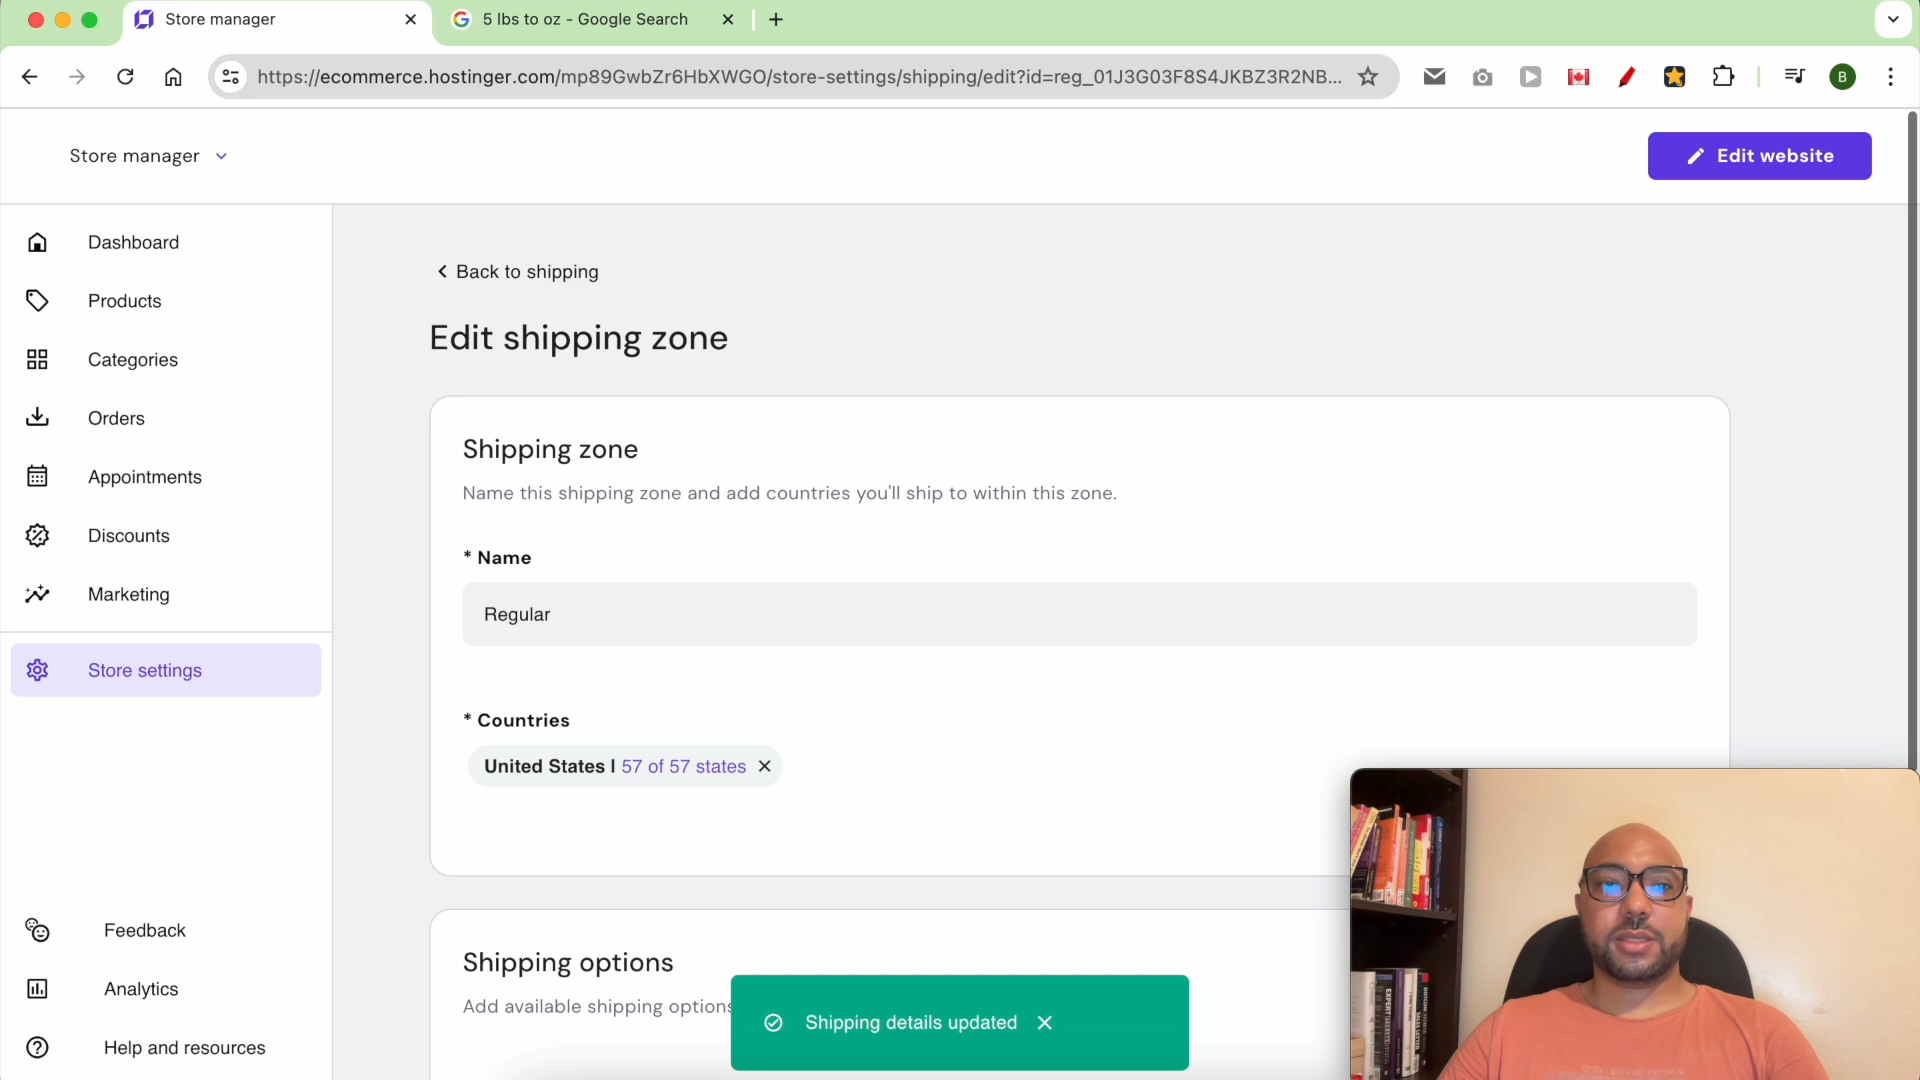 Store manager
5 lbs to oz - Google Search
https://ecommerce.hostinger.com/mp89GwbZr6HbXWGO/store-settings/shipping/edit?id=reg_01J3G03F8S4JKBZ3R2NB...
B
Store manager
Edit website
Dashboard
Products
Categories
Orders
Appointments
Discounts
Marketing
Store settings
Feedback
Analytics
Help and resources
Back to shipping
Edit shipping zone
Shipping zone
Name this shipping zone and add countries you'll ship to within this zone.
* Name
Regular
* Countries
United States | 57 of 57 states
Shipping options
Add available shipping options
Shipping details updated
EXPERT